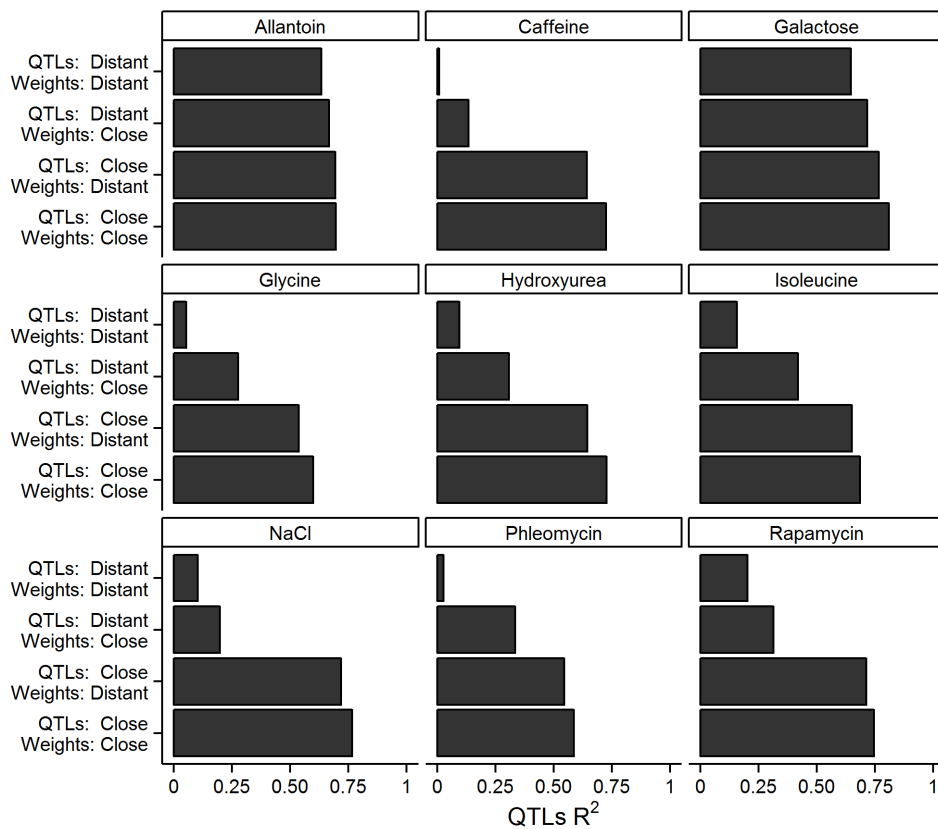 Allantoin Caffeine Galactose
QTLs: Distant
Weights: Distant
QTLs: Distant
Weights: Close
QTLs: Close
Weights: Distant
QTLs: Close
Weights: Close
Glycine Hydroxyurea Isoleucine
QTLs: Distant
Weights: Distant
QTLs: Distant
Weights: Close
QTLs: Close
Weights: Distant
QTLs: Close
Weights: Close
NaCl Phleomycin Rapamycin
QTLs: Distant
Weights: Distant
QTLs: Distant
Weights: Close
QTLs: Close
Weights: Distant
QTLs: Close
Weights: Close
0 0.25 0.50 0.75 1 0 0.25 0.50 0.75 1 0 0.25 0.50 0.75 1
QTLs R²